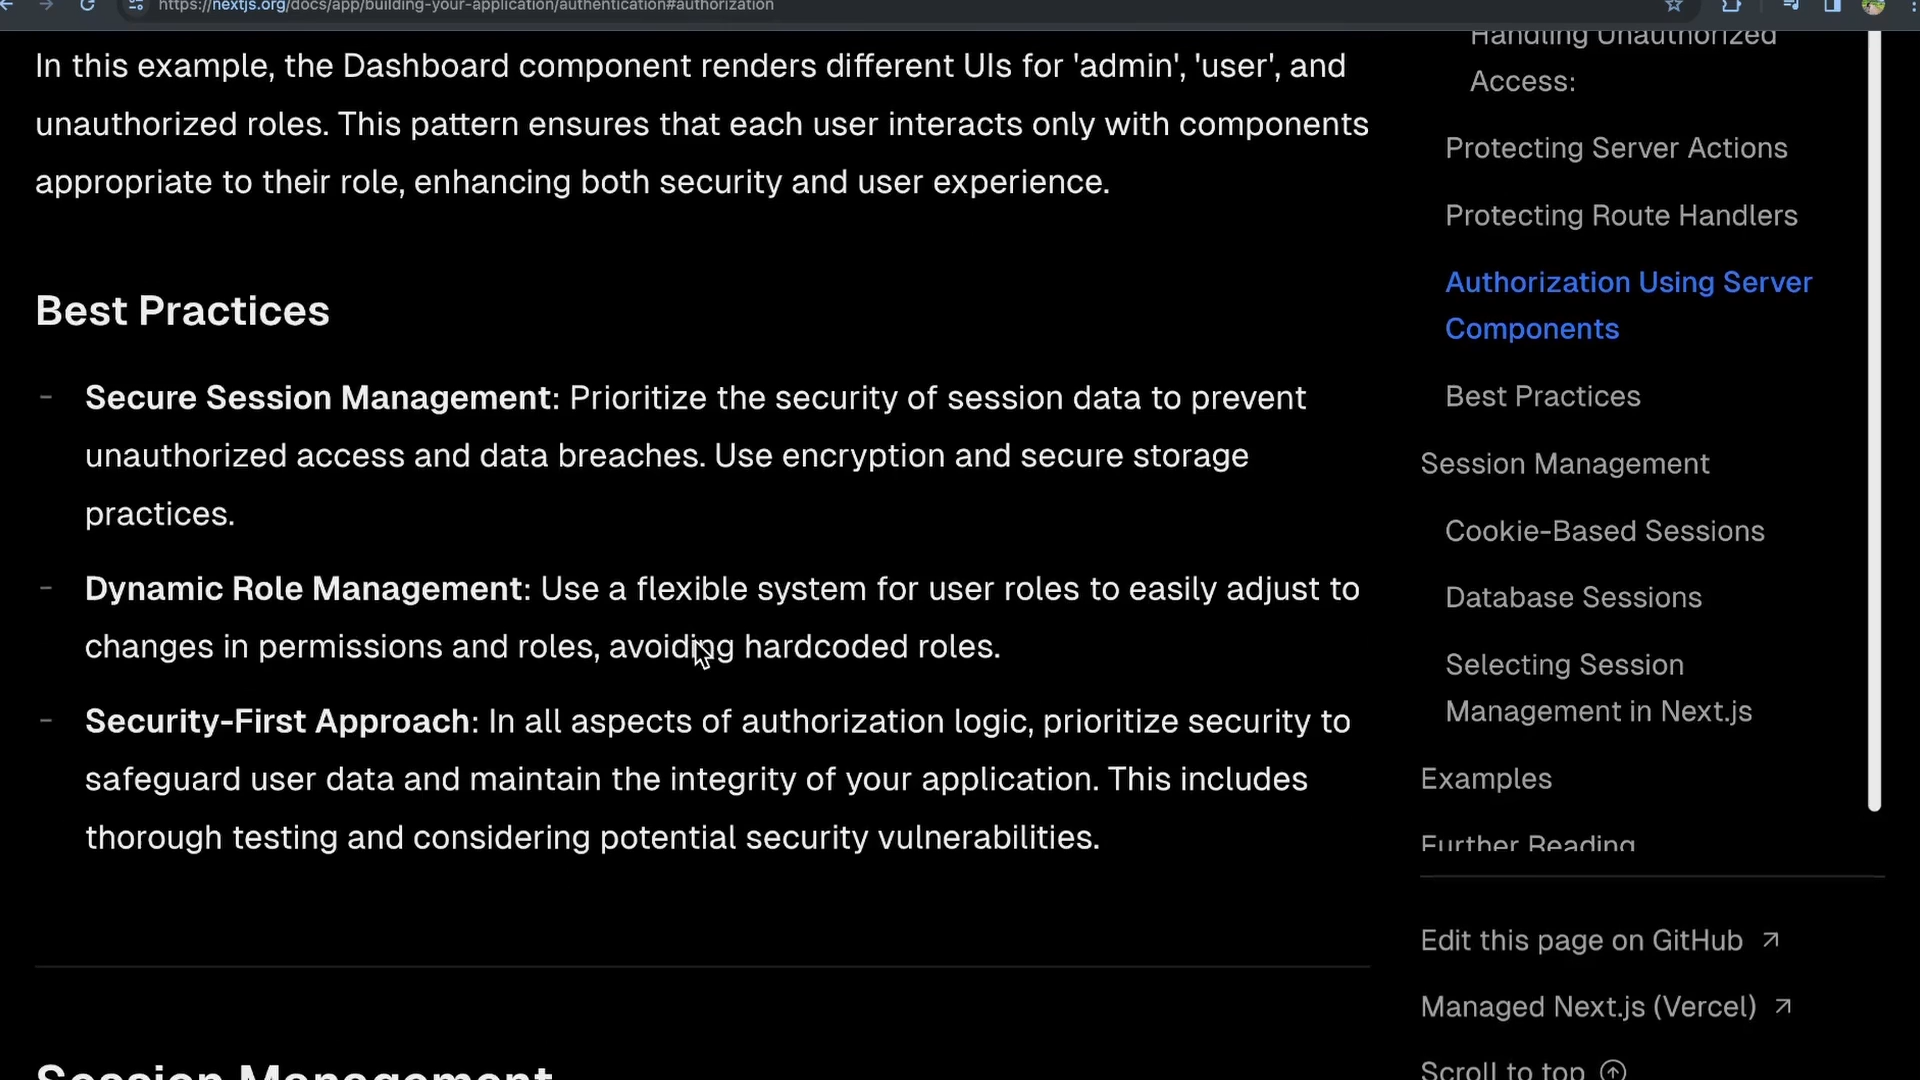 https://nextjs.org/docs/app/building-your-application/authentication#authorization
In this example, the Dashboard component renders different UIs for 'admin', 'user', and
unauthorized roles. This pattern ensures that each user interacts only with components
appropriate to their role, enhancing both security and user experience.
Best Practices
- Secure Session Management: Prioritize the security of session data to prevent
unauthorized access and data breaches. Use encryption and secure storage
practices.
- Dynamic Role Management: Use a flexible system for user roles to easily adjust to
changes in permissions and roles, avoiding hardcoded roles.
- Security-First Approach: In all aspects of authorization logic, prioritize security to
safeguard user data and maintain the integrity of your application. This includes
thorough testing and considering potential security vulnerabilities.
Session Management
Handling Unauthorized
Access:
Protecting Server Actions
Protecting Route Handlers
Authorization Using Server
Components
Best Practices
Session Management
Cookie-Based Sessions
Database Sessions
Selecting Session
Management in Next.js
Examples
Further Reading
Edit this page on GitHub
Managed Next.js (Vercel)
Scroll to top